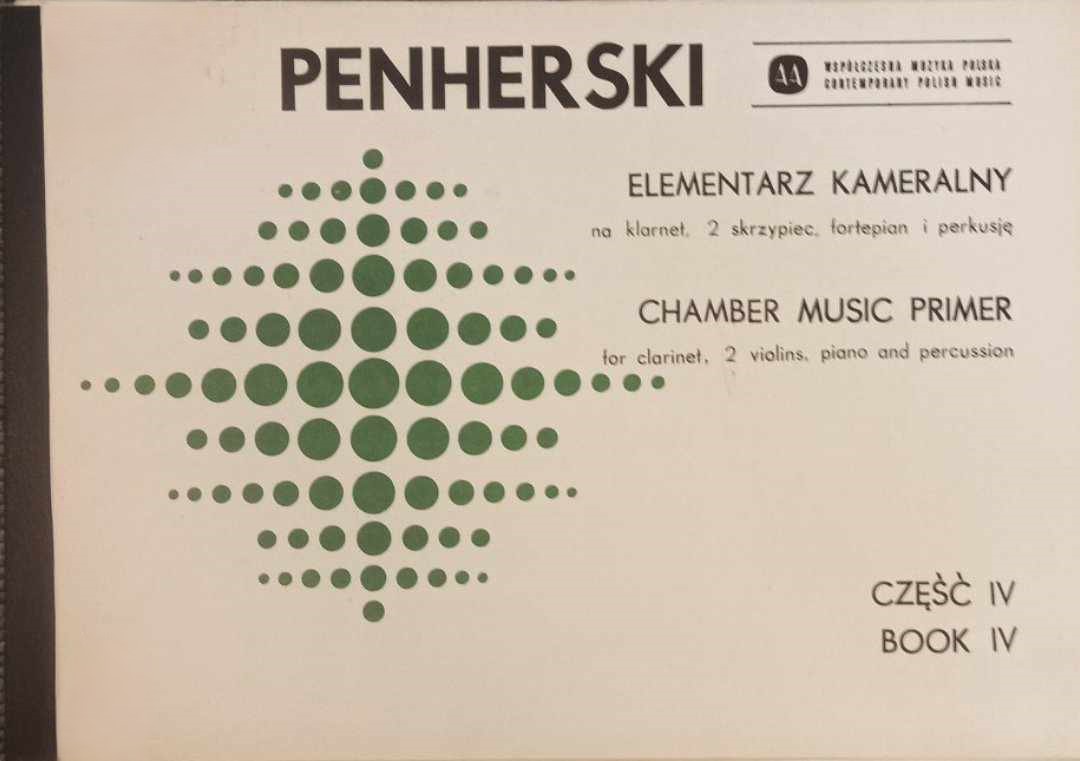 PENHERSKI
AA
WSPÓŁCZESNA MUZYKA POLSKA
CONTEMPORARY POLISH MUSIC
ELEMENTARZ KAMERALNY
na klarnet, 2 skrzypiec, fortepian i perkusję
CHAMBER MUSIC PRIMER
for clarinet, 2 violins, piano and percussion
CZĘŚĆ IV
BOOK IV